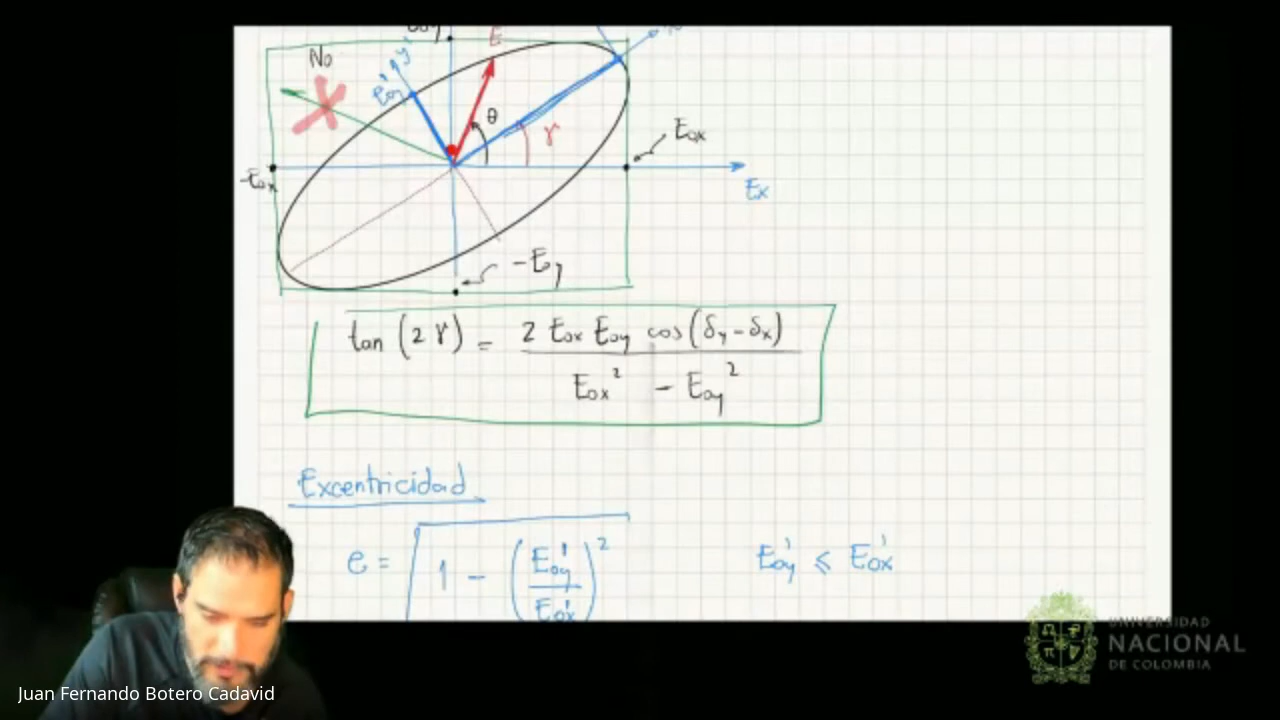 No
E
E'oy
y'
θ
γ
Eox
-Eox
Ex
-Ey
tan (2γ) = 2 Eox Eoy cos(δy - δx) / Eox² - Eoy²
Excentricidad
e = √ 1 - (E'oy / E'ox)²
E'oy ≤ E'ox
UNIVERSIDAD
NACIONAL
DE COLOMBIA
Juan Fernando Botero Cadavid